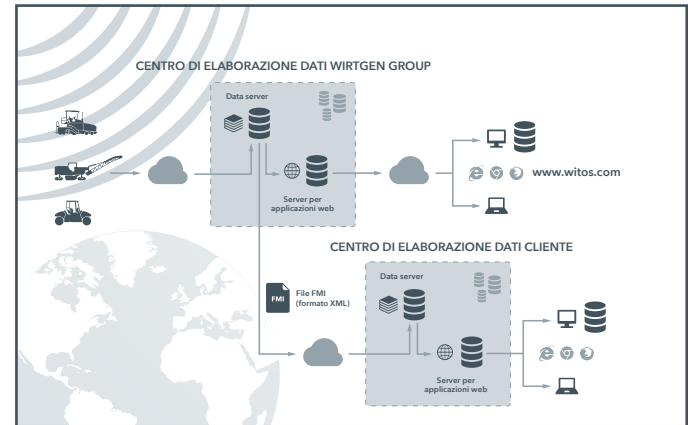 CENTRO DI ELABORAZIONE DATI WIRTGEN GROUP
Data server
Server per
applicazioni web
www.witos.com
CENTRO DI ELABORAZIONE DATI CLIENTE
Data server
FMI
File FMI
(formato XML)
Server per
applicazioni web